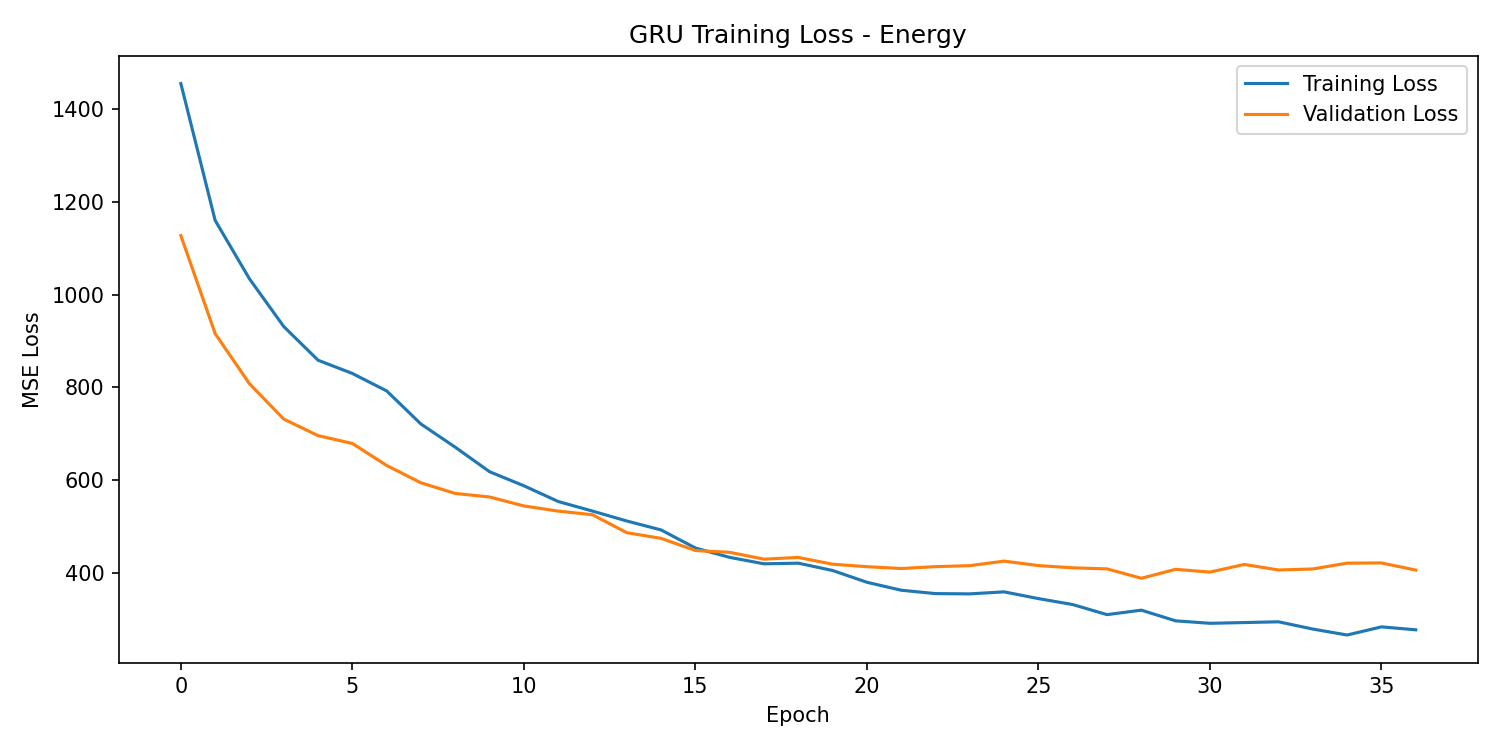 GRU Training Loss - Energy
Training Loss
Validation Loss
MSE Loss
1400
1200
1000
800
600
400
0 5 10 15 20 25 30 35
Epoch